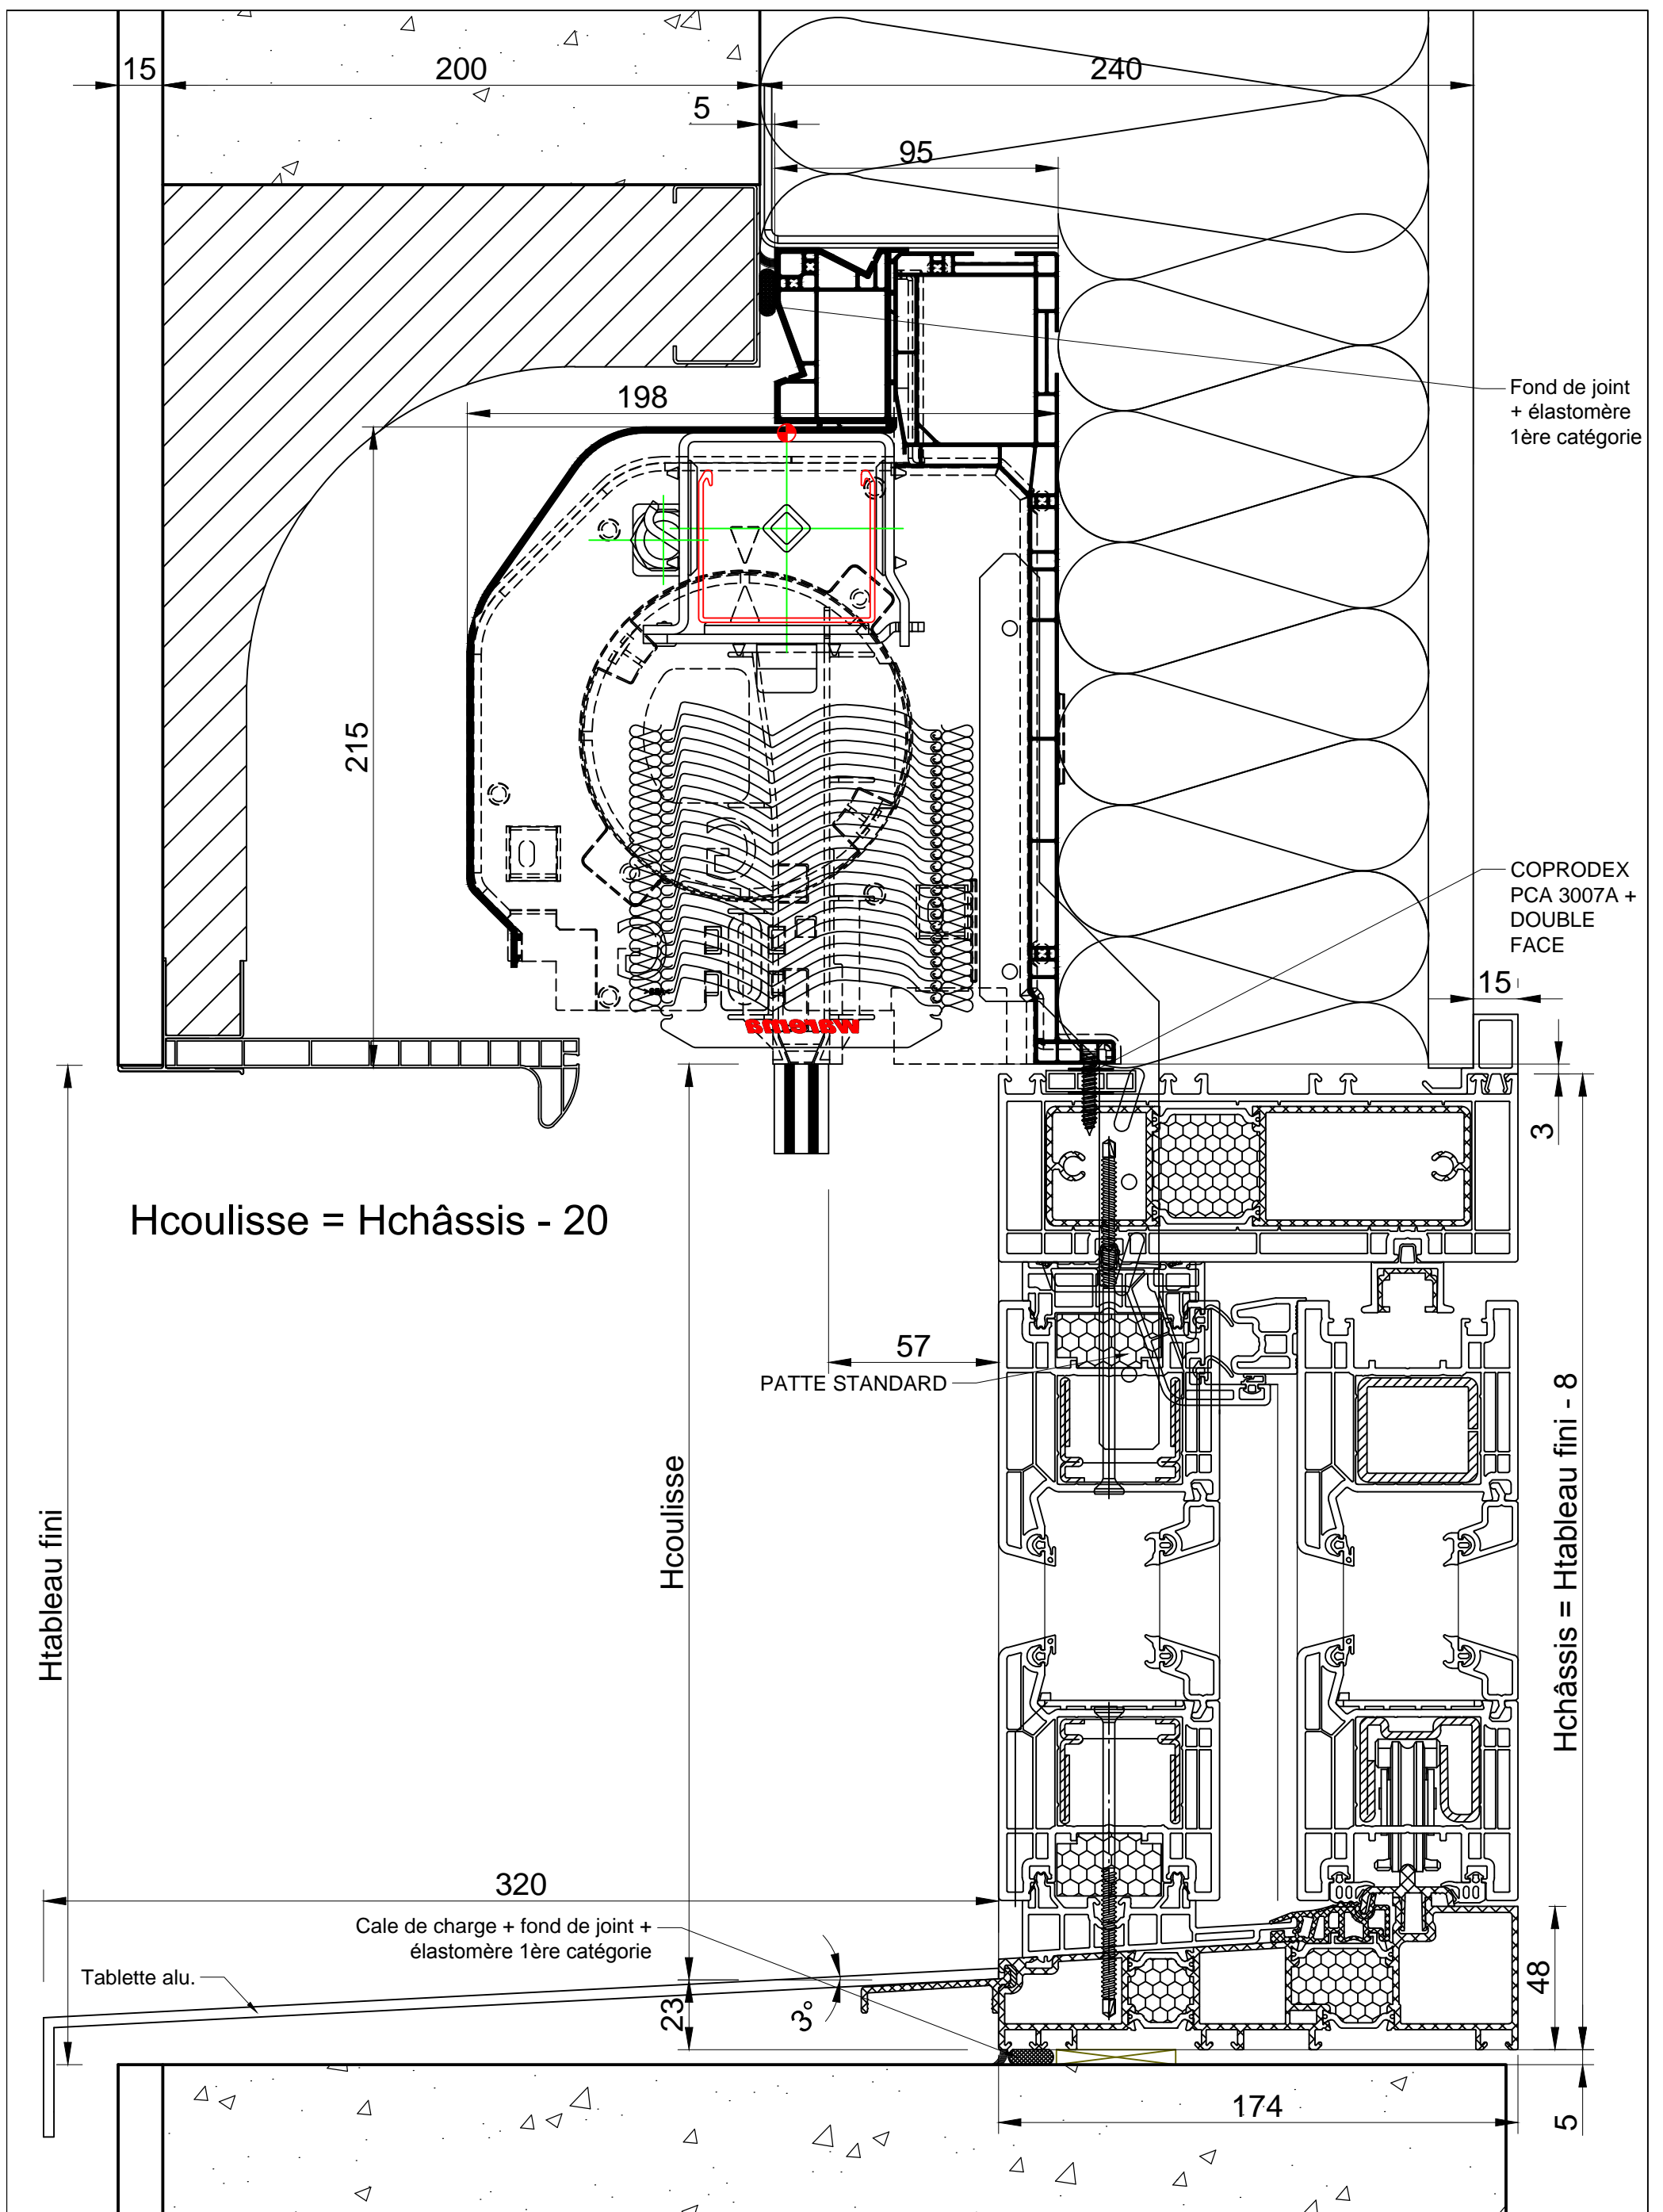 15
200
240
5
95
198
Fond de joint
+ élastomère
1ère catégorie
215
COPRODEX
PCA 3007A +
DOUBLE
FACE
15
warema
3
Hcoulisse = Hchâssis - 20
57
PATTE STANDARD
Htableau fini
Hcoulisse
Hchâssis = Htableau fini - 8
320
Cale de charge + fond de joint +
élastomère 1ère catégorie
Tablette alu.
23
3°
48
174
5